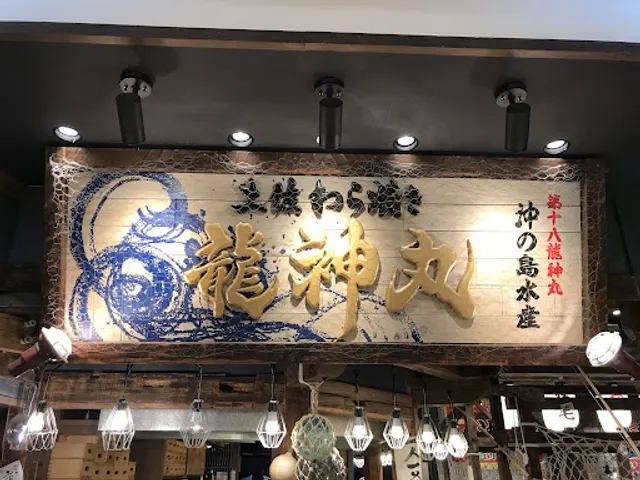 土佐わら焼き
龍神丸
第十八龍神丸
沖の島水産